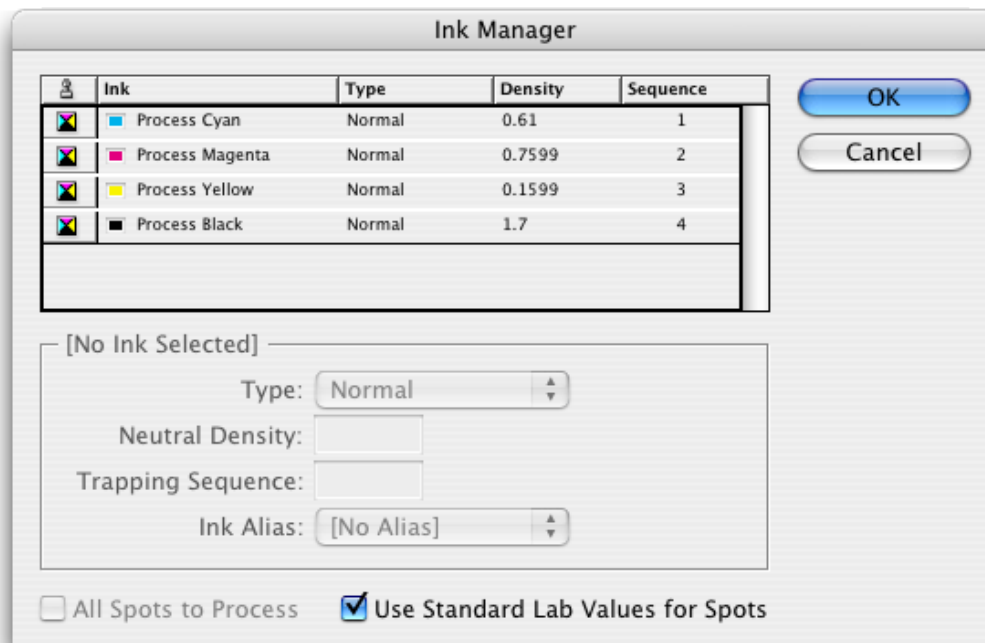 Ink Manager
Ink Type Density Sequence
Process Cyan Normal 0.61 1
Process Magenta Normal 0.7599 2
Process Yellow Normal 0.1599 3
Process Black Normal 1.7 4
OK
Cancel
[No Ink Selected]
Type: Normal
Neutral Density:
Trapping Sequence:
Ink Alias: [No Alias]
All Spots to Process Use Standard Lab Values for Spots